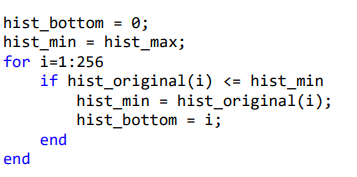 hist_bottom = 0;
hist_min = hist_max;
for i=1:256
    if hist_original(i) <= hist_min
        hist_min = hist_original(i);
        hist_bottom = i;
    end
end